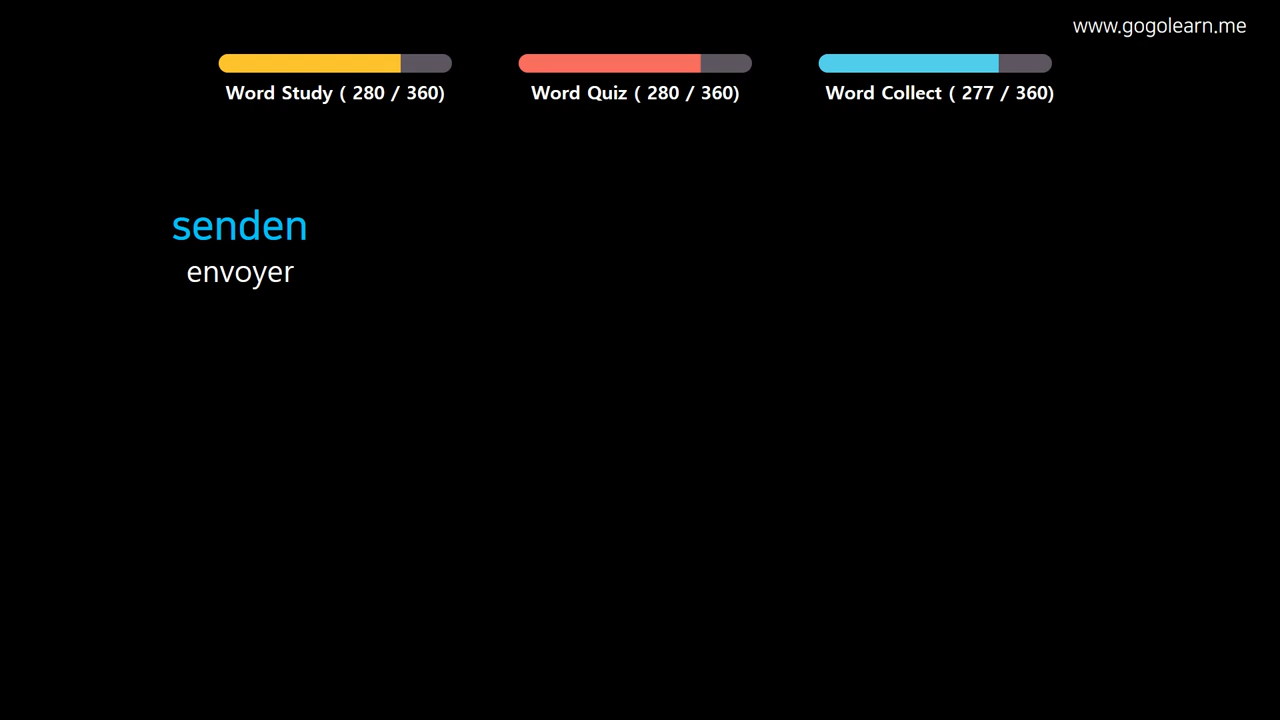 www.gogolearn.me
Word Study ( 280 / 360)
Word Quiz ( 280 / 360)
Word Collect ( 277 / 360)
senden
envoyer